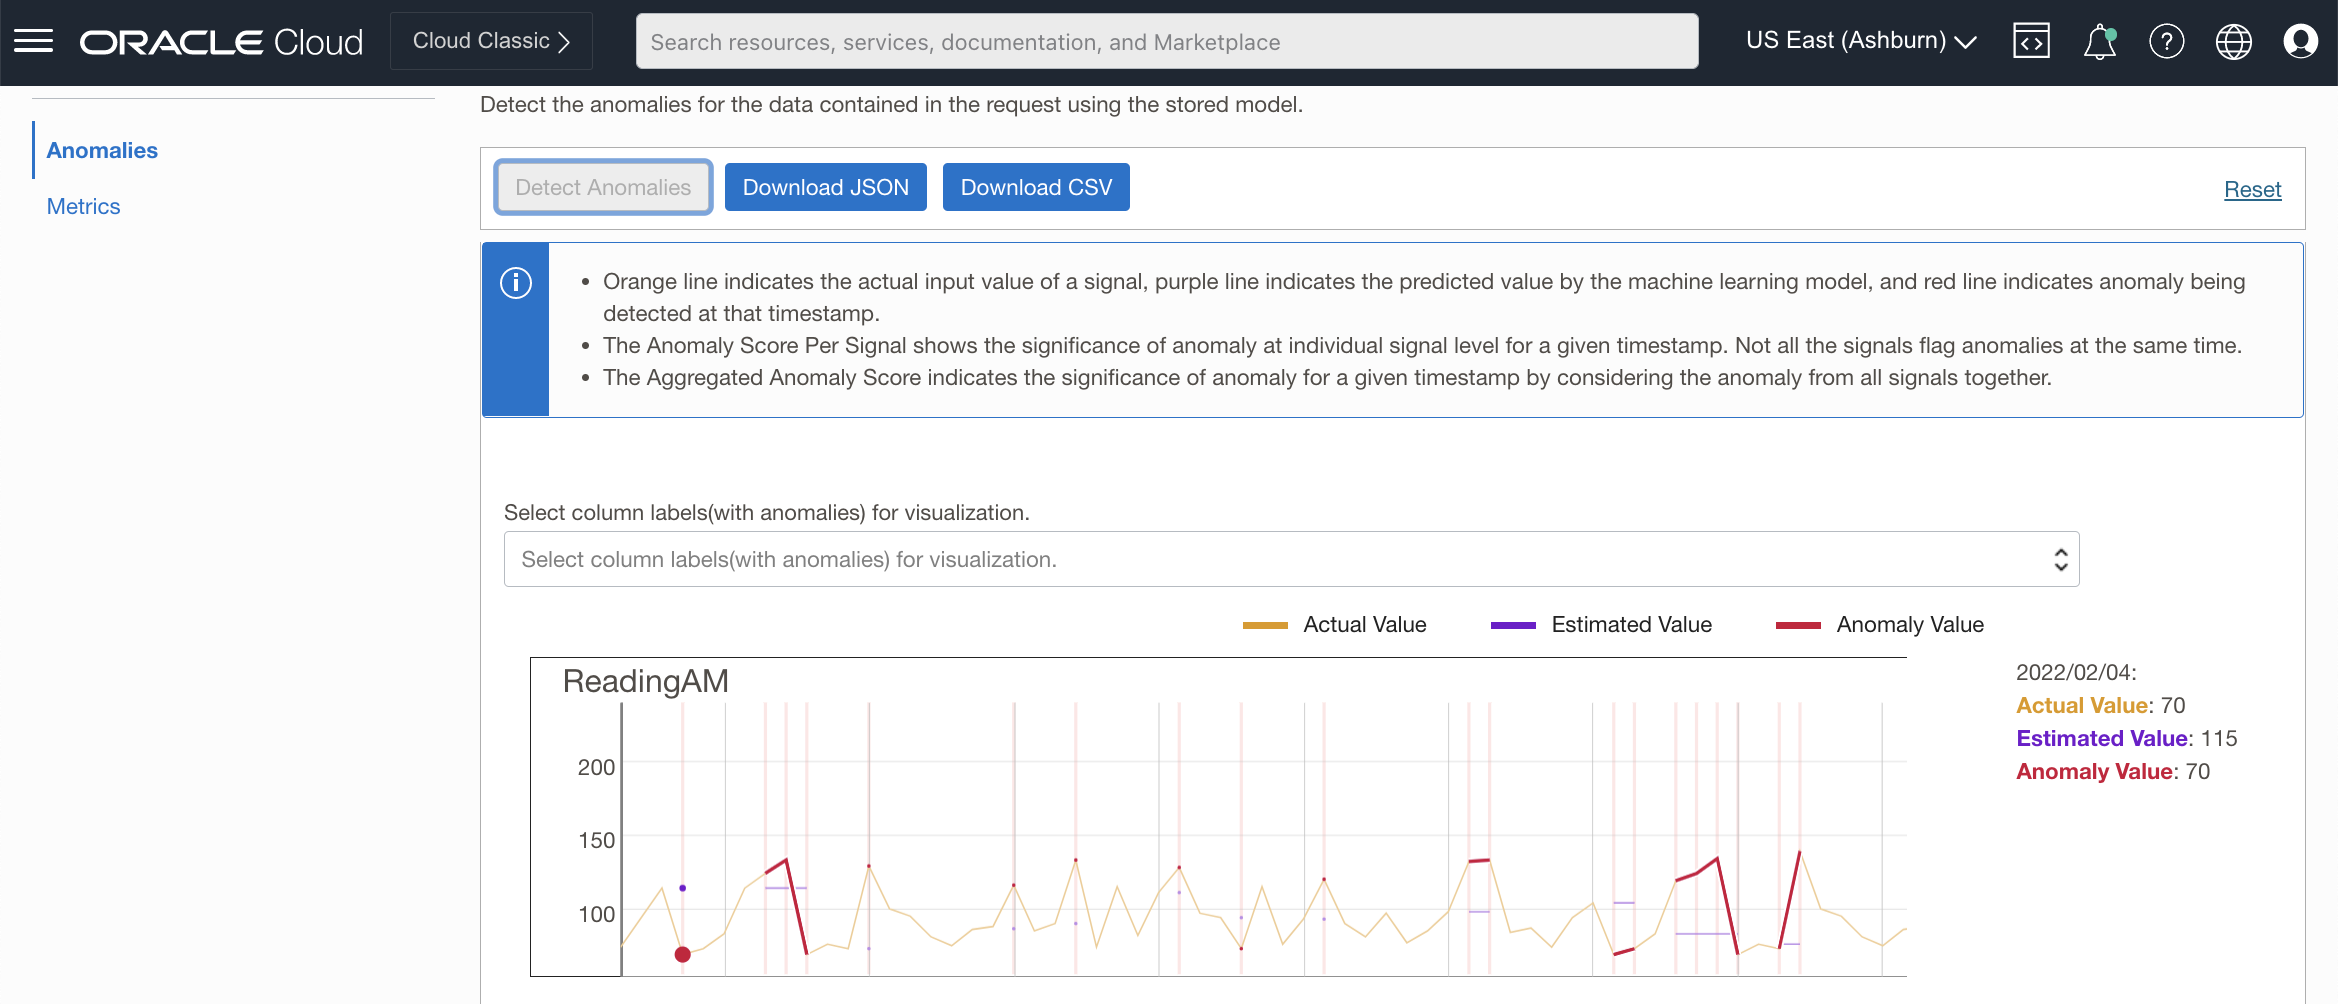 ORACLE Cloud
Cloud Classic
Search resources, services, documentation, and Marketplace
US East (Ashburn)
Anomalies
Metrics
Detect the anomalies for the data contained in the request using the stored model.
Detect Anomalies
Download JSON
Download CSV
Reset
• Orange line indicates the actual input value of a signal, purple line indicates the predicted value by the machine learning model, and red line indicates anomaly being
detected at that timestamp.
• The Anomaly Score Per Signal shows the significance of anomaly at individual signal level for a given timestamp. Not all the signals flag anomalies at the same time.
• The Aggregated Anomaly Score indicates the significance of anomaly for a given timestamp by considering the anomaly from all signals together.
Select column labels(with anomalies) for visualization.
Select column labels(with anomalies) for visualization.
Actual Value
Estimated Value
Anomaly Value
ReadingAM
200
150
100
2022/02/04:
Actual Value: 70
Estimated Value: 115
Anomaly Value: 70